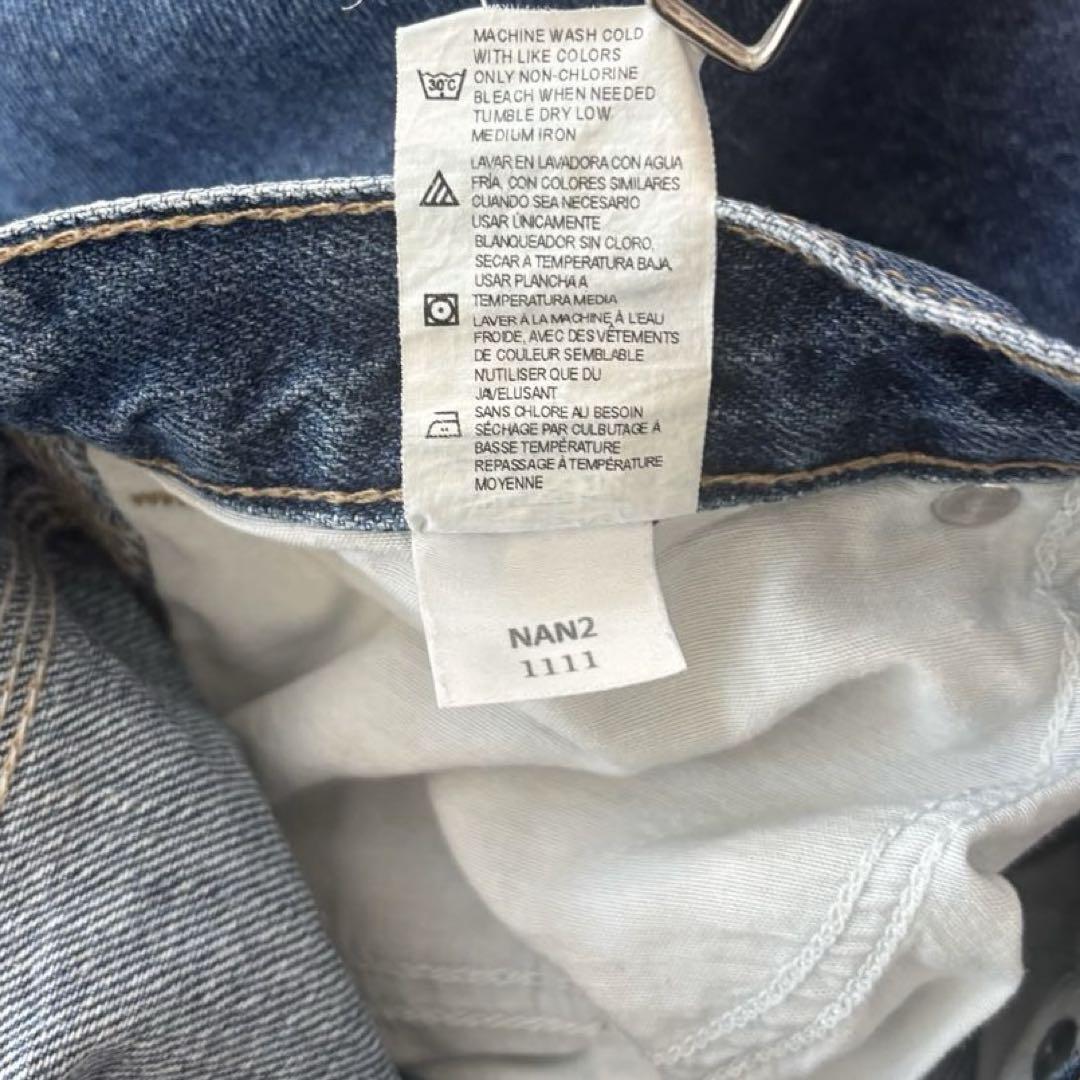 MACHINE WASH COLD
WITH LIKE COLORS
30°C ONLY NON-CHLORINE
BLEACH WHEN NEEDED
TUMBLE DRY LOW
MEDIUM IRON
LAVAR EN LAVADORA CON AGUA
FRÍA, CON COLORES SIMILARES
CUANDO SEA NECESARIO
USAR ÚNICAMENTE
BLANQUEADOR SIN CLORO,
SECAR A TEMPERATURA BAJA,
USAR PLANCHA A
TEMPERATURA MEDIA
LAVER À LA MACHINE, À L'EAU
FROIDE, AVEC DES VÊTEMENTS
DE COULEUR SEMBLABLE
N'UTILISER QUE DU
JAVELUSANT
SANS CHLORE AU BESOIN
SÉCHAGE PAR CULBUTAGE À
BASSE TEMPÉRATURE
REPASSAGE À TEMPÉRATURE
MOYENNE
NAN2
1111